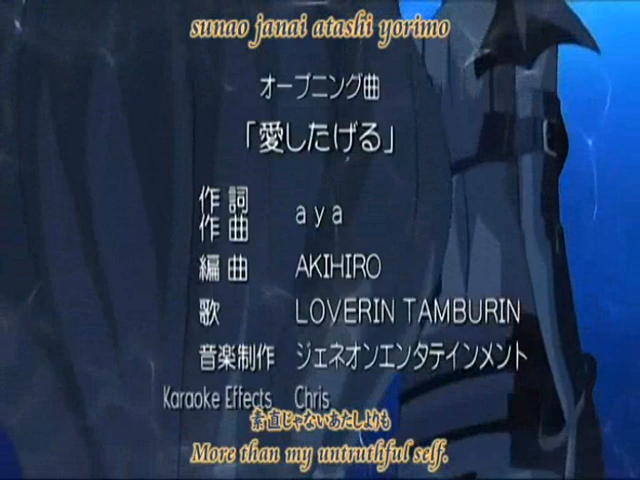 sunao janai atashi yorimo
オープニング曲
「愛したげる」
作詞
作曲 aya
編曲 AKIHIRO
歌 LOVERIN TAMBURIN
音楽制作 ジェネオンエンタテインメント
Karaoke Effects Chris
素直じゃないあたしよりも
More than my untruthful self.